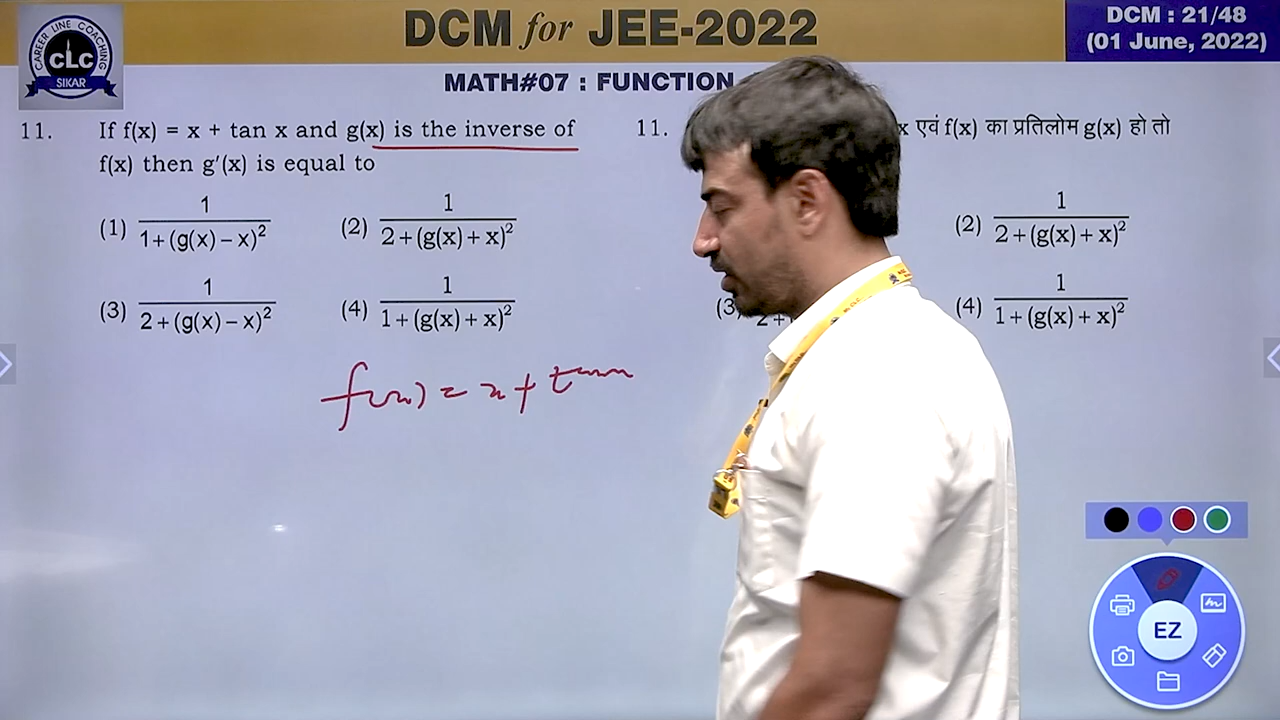 DCM for JEE-2022
DCM : 21/48
(01 June, 2022)
CAREER LINE COACHING
CLC
SIKAR
MATH#07 : FUNCTION
11. If f(x) = x + tan x and g(x) is the inverse of
f(x) then g′(x) is equal to
(1) 1/(1+(g(x)−x)²) (2) 1/(2+(g(x)+x)²)
(3) 1/(2+(g(x)−x)²) (4) 1/(1+(g(x)+x)²)
11. x एवं f(x) का प्रतिलोम g(x) हो तो
(2) 1/(2+(g(x)+x)²)
(3) (4) 1/(1+(g(x)+x)²)
f(x) = x + tanx
EZ